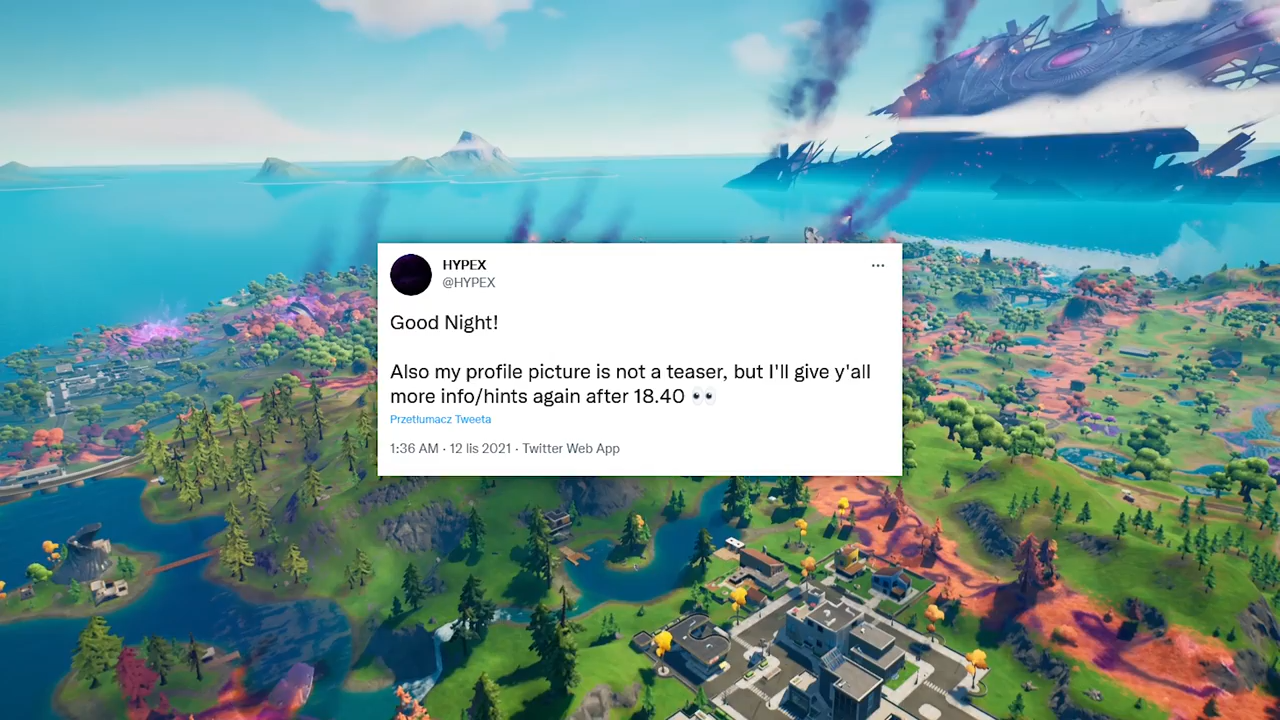 HYPEX
@HYPEX
Good Night!
Also my profile picture is not a teaser, but I'll give y'all
more info/hints again after 18.40 👀
Przetłumacz Tweeta
1:36 AM · 12 lis 2021 · Twitter Web App